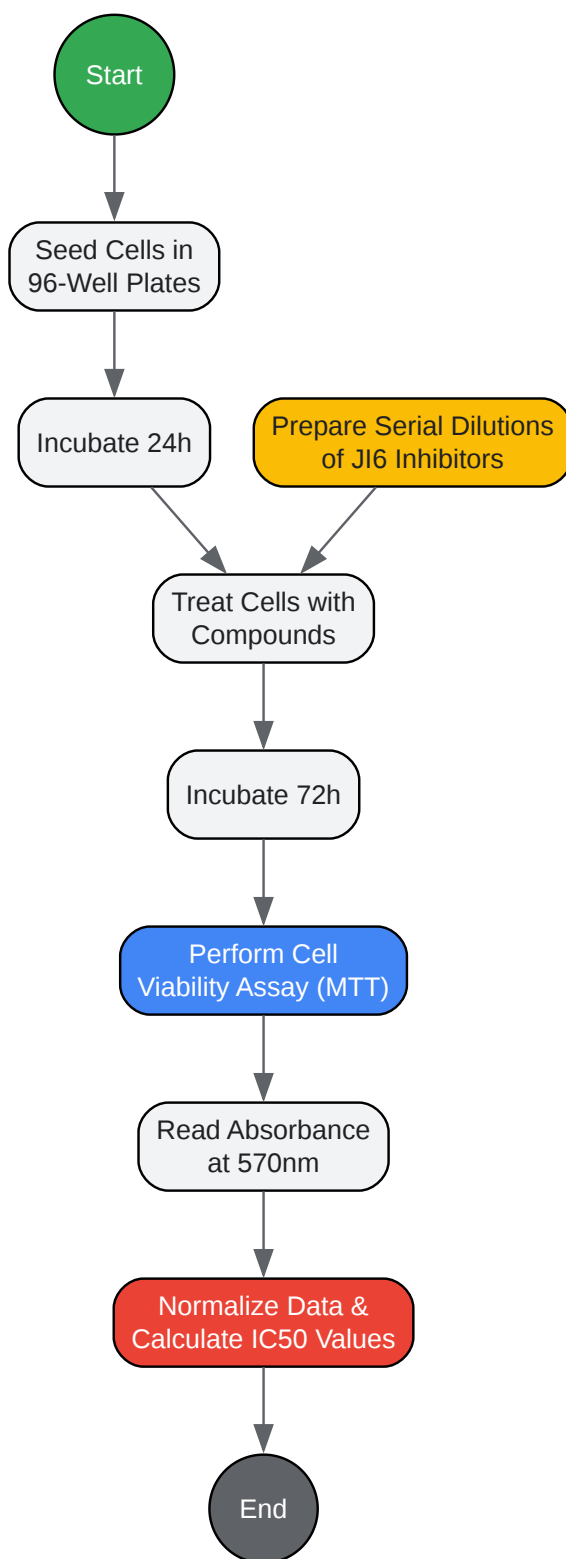 Start
Seed Cells in
96-Well Plates
Incubate 24h
Prepare Serial Dilutions
of JI6 Inhibitors
Treat Cells with
Compounds
Incubate 72h
Perform Cell
Viability Assay (MTT)
Read Absorbance
at 570nm
Normalize Data &
Calculate IC50 Values
End